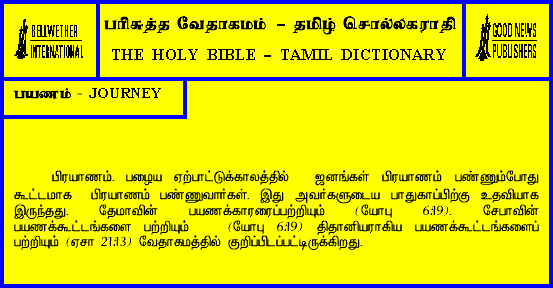 BELLWETHER
INTERNATIONAL
பரிசுத்த வேதாகமம் - தமிழ் சொல்லகராதி
THE HOLY BIBLE - TAMIL DICTIONARY
GOOD NEWS
PUBLISHERS
பயணம் - JOURNEY
பிரயாணம். பழைய ஏற்பாட்டுக்காலத்தில் ஜனங்கள் பிரயாணம் பண்ணும்போது
கூட்டமாக பிரயாணம் பண்ணுவார்கள். இது அவர்களுடைய பாதுகாப்பிற்கு உதவியாக
இருந்தது. தேமாவின் பயணக்காரரைப்பற்றியும் (யோபு 6:19). சேபாவின்
பயணக்கூட்டங்களை பற்றியும் (யோபு 6:19) திதானியராகிய பயணக்கூட்டங்களைப்
பற்றியும் (ஏசா 21:13) வேதாகமத்தில் குறிப்பிடப்பட்டிருக்கிறது.